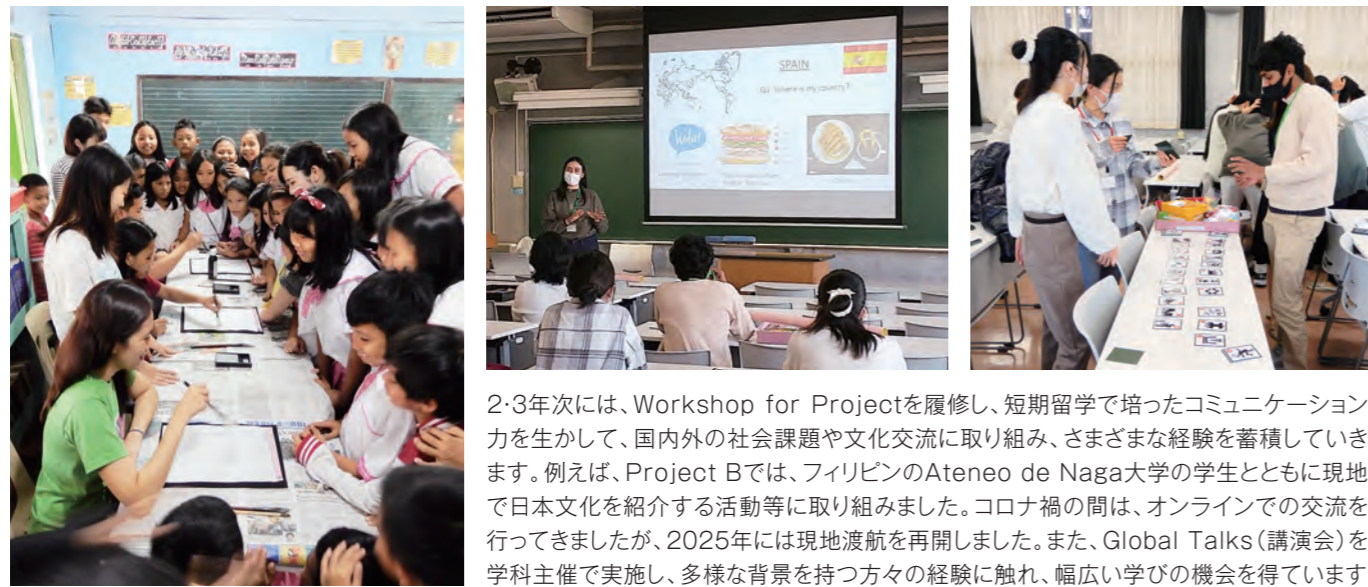 SPAIN
Q1. Where is my country?
Hola!
2・3年次には、Workshop for Projectを履修し、短期留学で培ったコミュニケーション
力を生かして、国内外の社会課題や文化交流に取り組み、さまざまな経験を蓄積していき
ます。例えば、Project Bでは、フィリピンのAteneo de Naga大学の学生とともに現地
で日本文化を紹介する活動等に取り組みました。コロナ禍の間は、オンラインでの交流を
行ってきましたが、2025年には現地渡航を再開しました。また、Global Talks（講演会）を
学科主催で実施し、多様な背景を持つ方々の経験に触れ、幅広い学びの機会を得ています